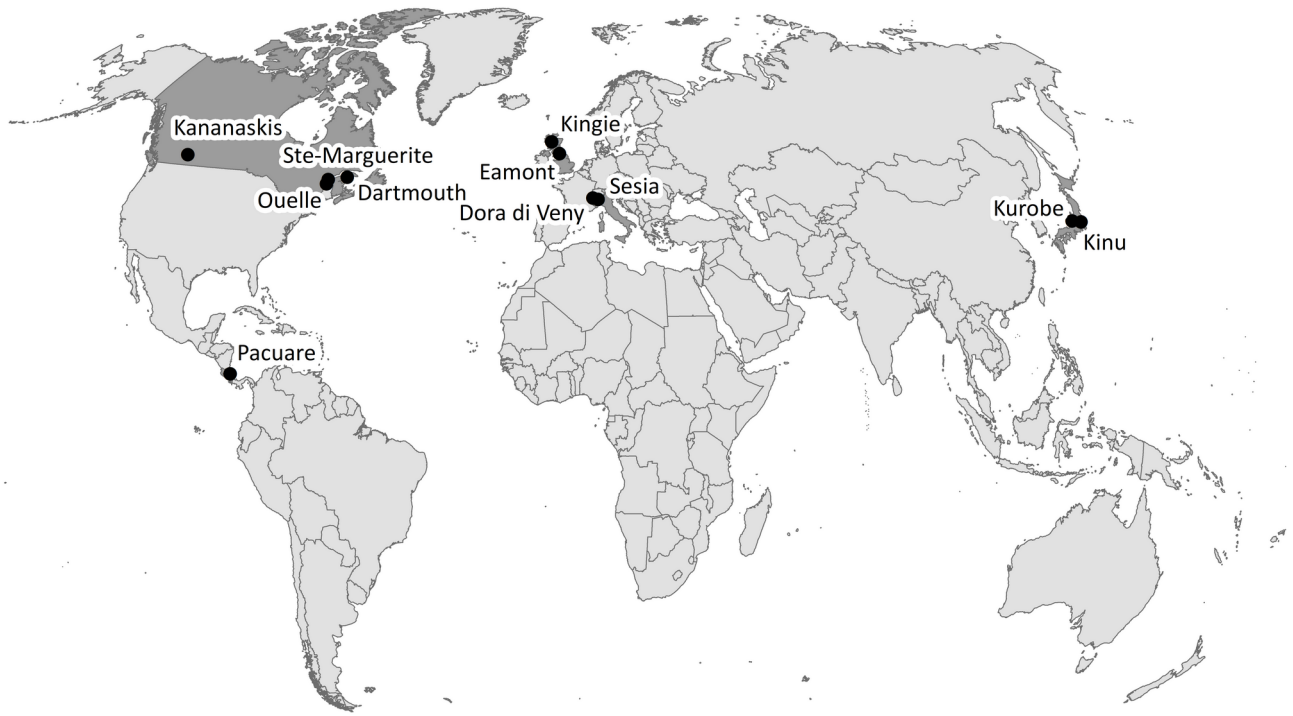 Kananaskis
Ste-Marguerite
Ouelle
Dartmouth
Kingie
Eamont
Sesia
Dora di Veny
Kurobe
Kinu
Pacuare